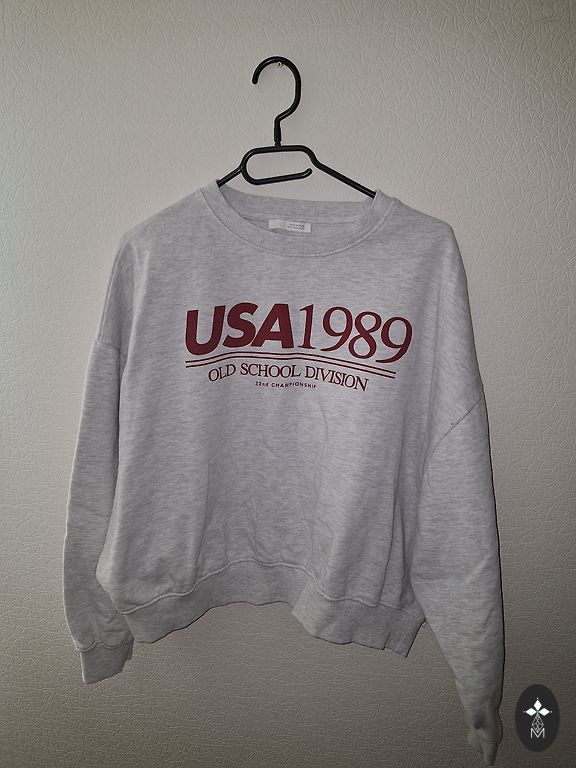 USA1989
OLD SCHOOL DIVISION
22nd CHAMPIONSHIP
M